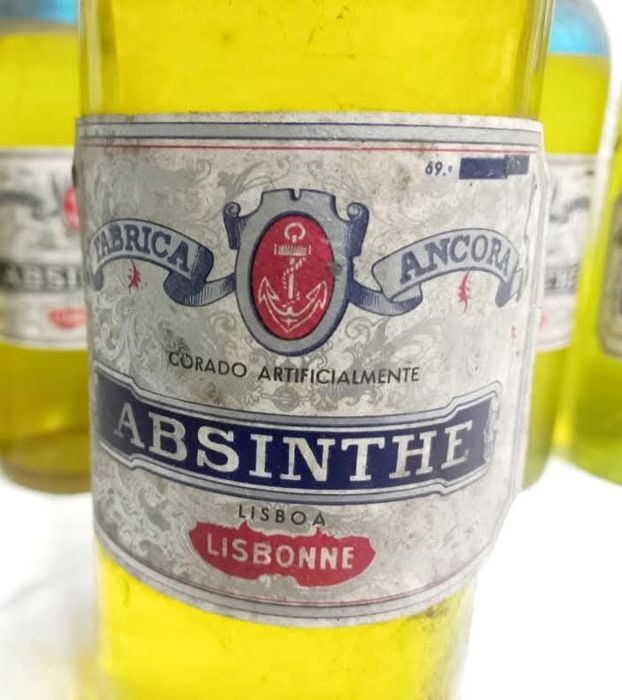 69.º
FABRICA ANCORA
CORADO ARTIFICIALMENTE
ABSINTHE
LISBOA
LISBONNE